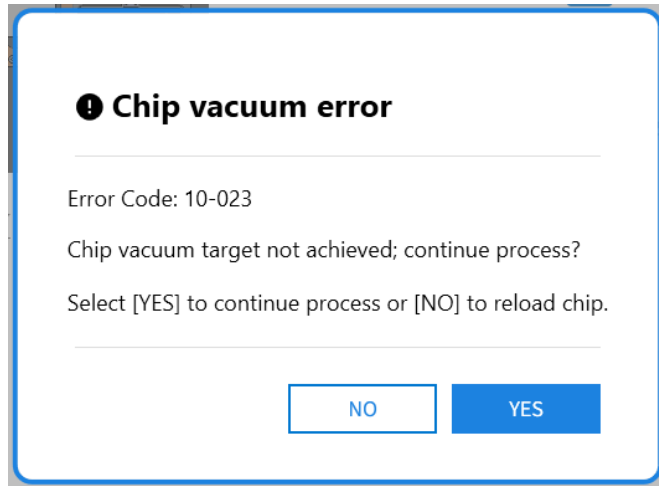 Chip vacuum error
Error Code: 10-023
Chip vacuum target not achieved; continue process?
Select [YES] to continue process or [NO] to reload chip.
NO
YES